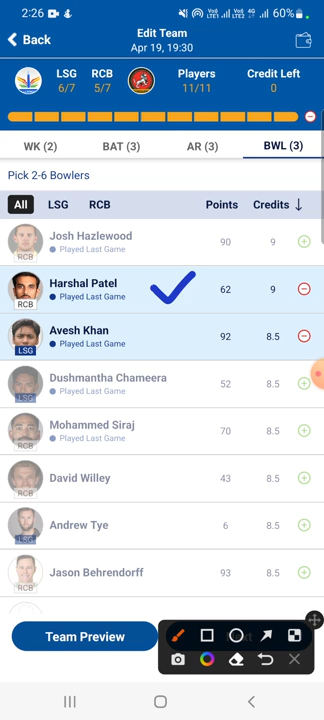 2:26 60%
Edit Team
Back
Apr 19, 19:30
LSG RCB Players Credit Left
6/7 5/7 11/11 0
WK (2) BAT (3) AR (3) BWL (3)
Pick 2-6 Bowlers
All LSG RCB Points Credits ↓
Josh Hazlewood
Played Last Game
90 9
RCB
Harshal Patel
Played Last Game
62 9
RCB
Avesh Khan
Played Last Game
92 8.5
LSG
Dushmantha Chameera
Played Last Game
52 8.5
LSG
Mohammed Siraj
Played Last Game
70 8.5
RCB
David Willey 43 8.5
RCB
Andrew Tye 6 8.5
LSG
Jason Behrendorff 93 8.5
RCB
Team Preview